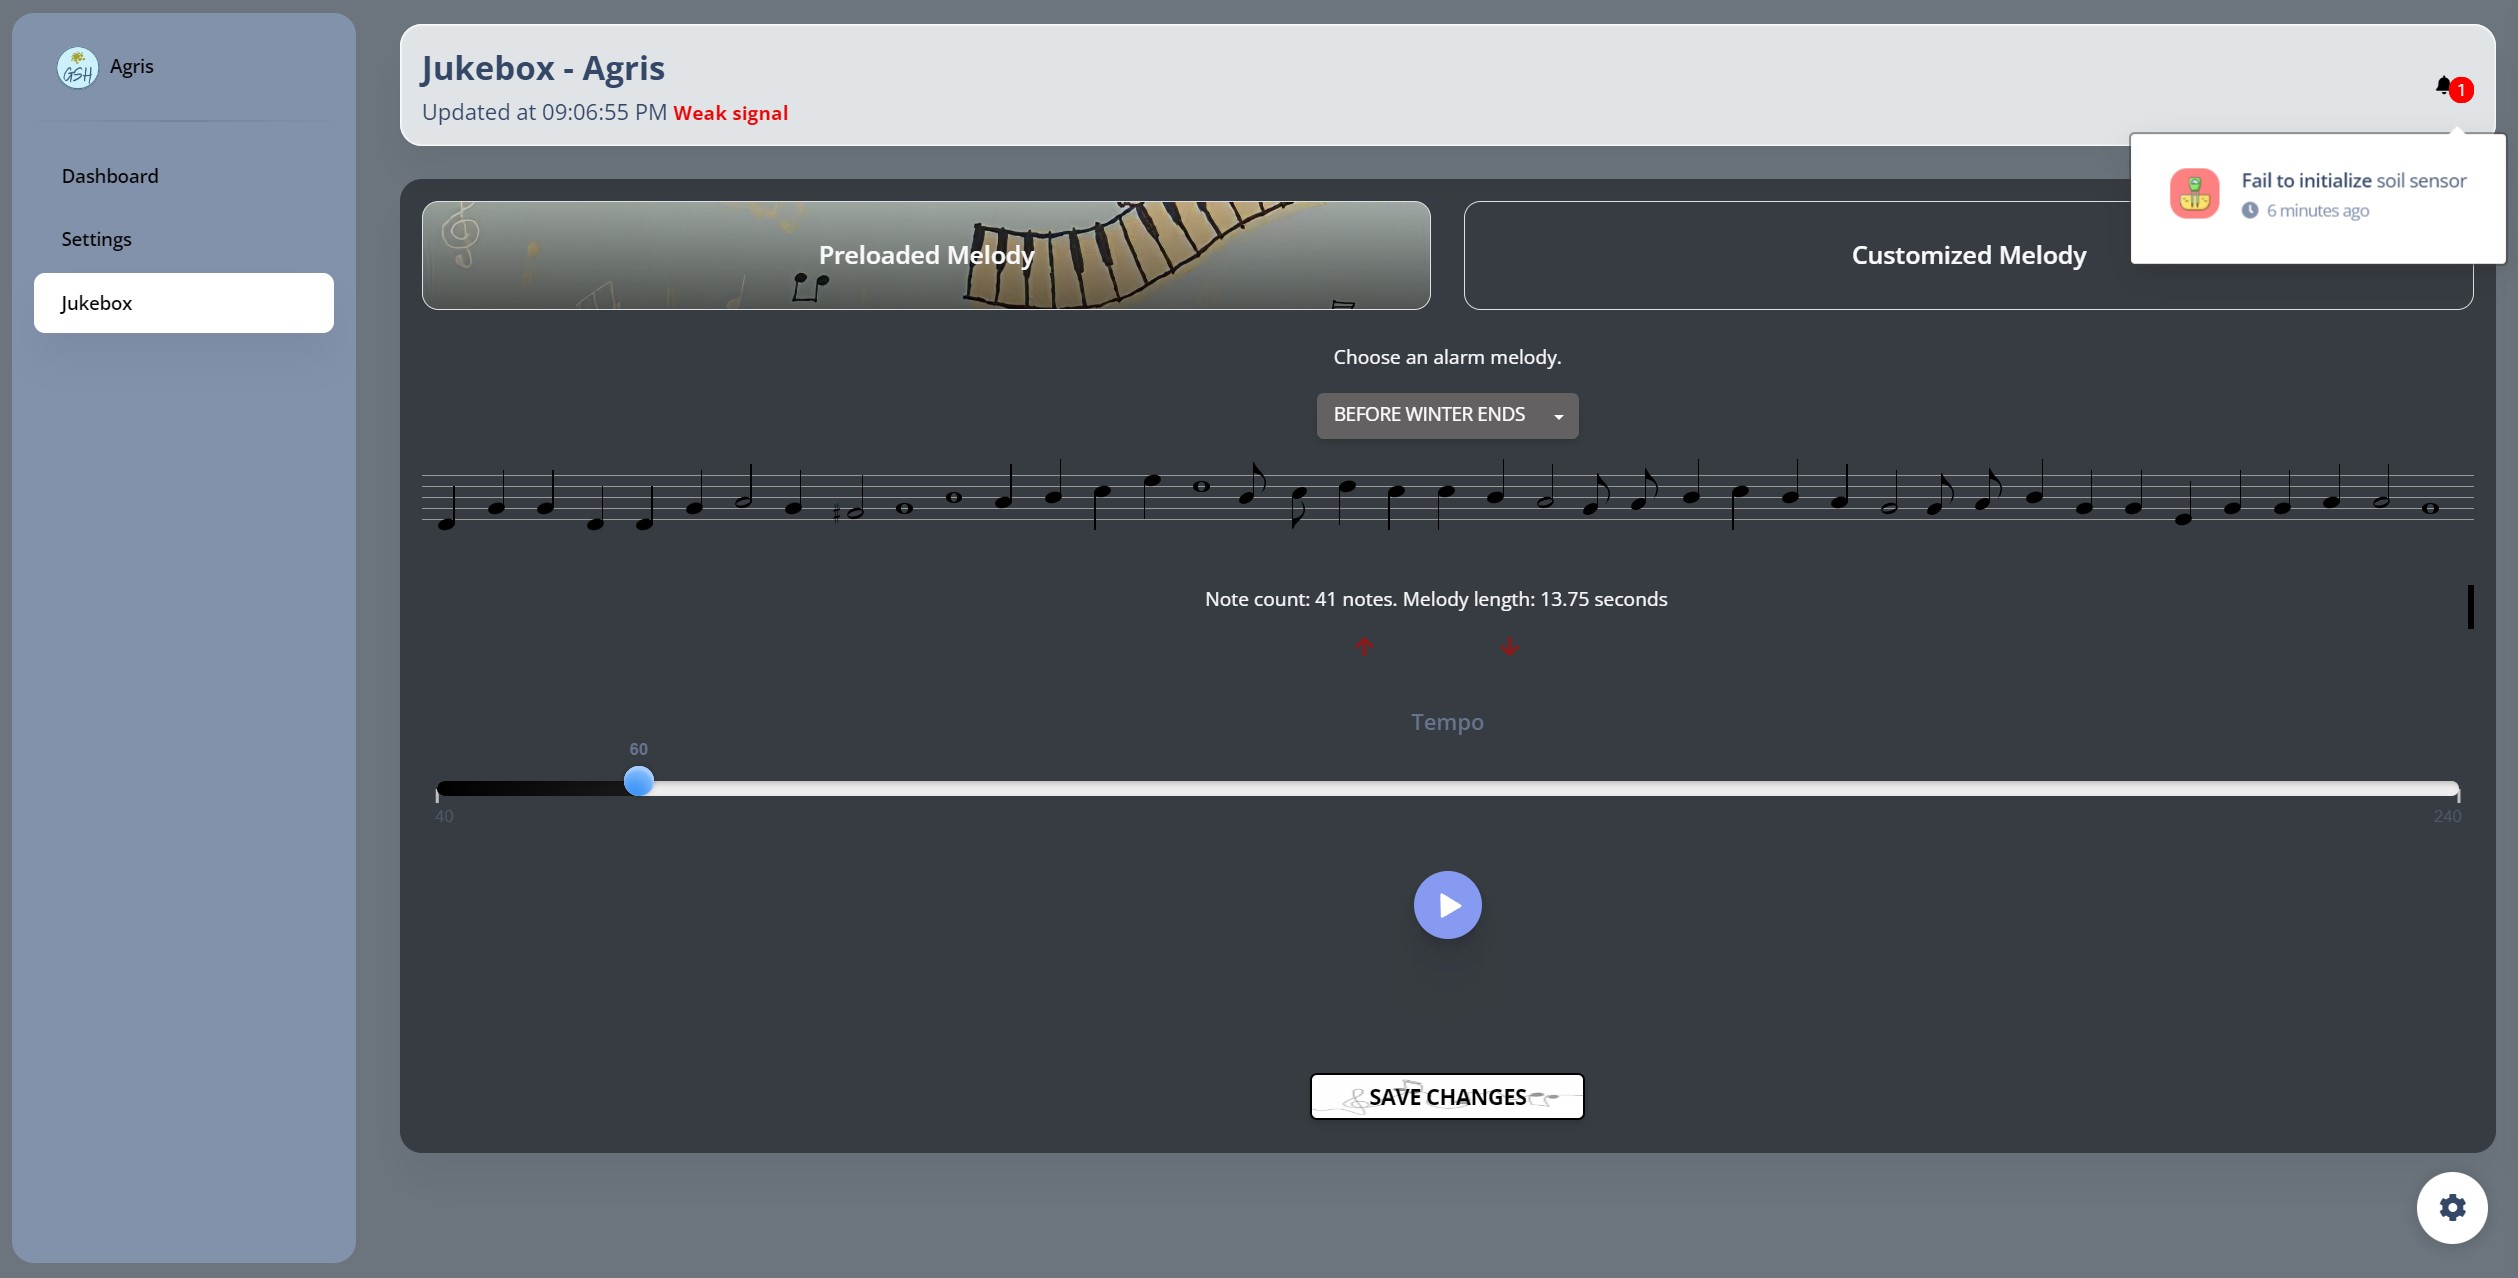 GSH
Agris
Dashboard
Settings
Jukebox
Jukebox - Agris
Updated at 09:06:55 PM Weak signal
1
Fail to initialize soil sensor
6 minutes ago
Preloaded Melody
Customized Melody
Choose an alarm melody.
BEFORE WINTER ENDS
Note count: 41 notes. Melody length: 13.75 seconds
Tempo
60
40
240
SAVE CHANGES